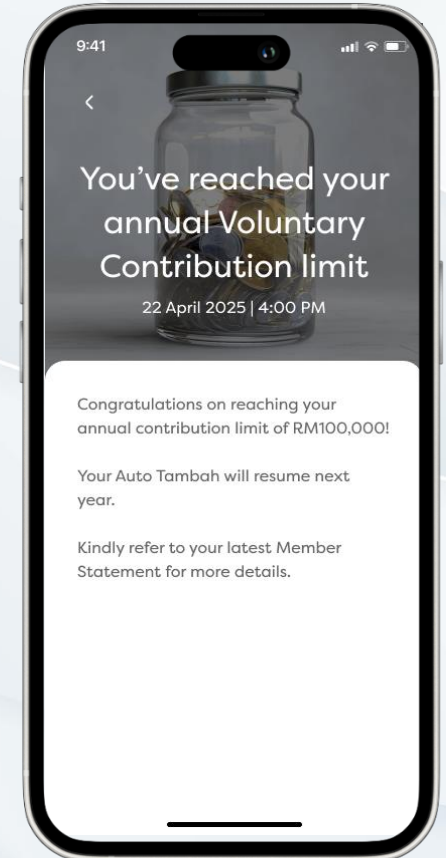 9:41
You’ve reached your
annual Voluntary
Contribution limit
22 April 2025 | 4:00 PM
Congratulations on reaching your
annual contribution limit of RM100,000!
Your Auto Tambah will resume next
year.
Kindly refer to your latest Member
Statement for more details.